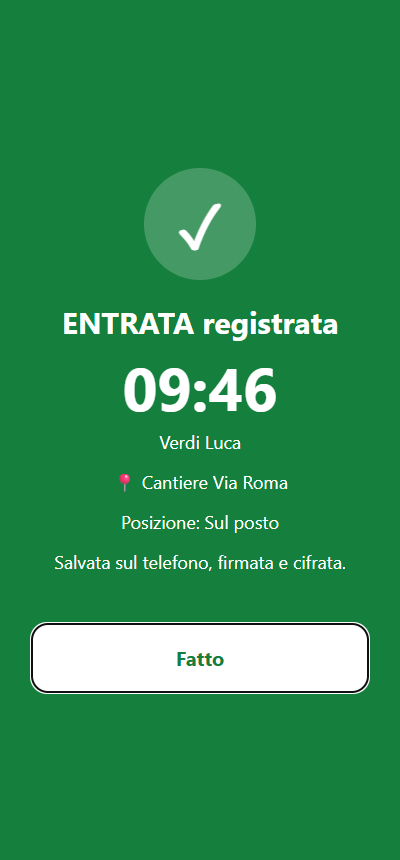 ENTRATA registrata
09:46
Verdi Luca
📍 Cantiere Via Roma
Posizione: Sul posto
Salvata sul telefono, firmata e cifrata.
Fatto